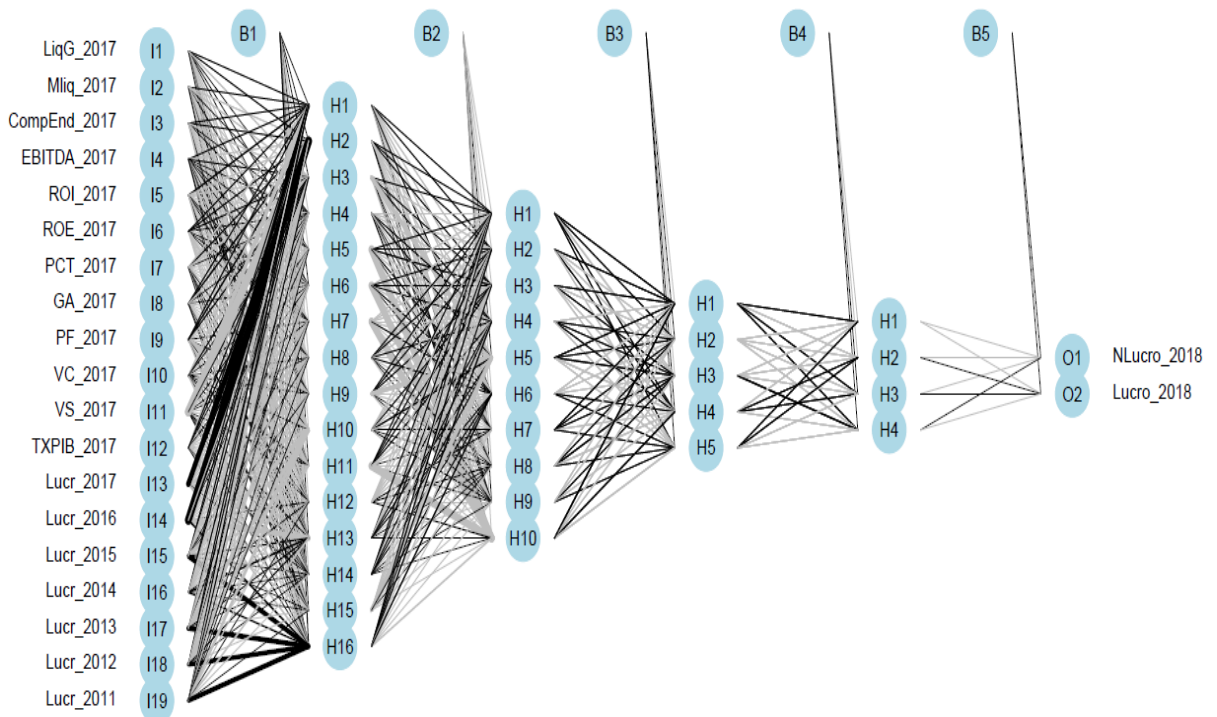 B1 B2 B3 B4 B5
LiqG_2017 I1
Mliq_2017 I2
CompEnd_2017 I3
EBITDA_2017 I4
ROI_2017 I5
ROE_2017 I6
PCT_2017 I7
GA_2017 I8
PF_2017 I9
VC_2017 I10
VS_2017 I11
TXPIB_2017 I12
Lucr_2017 I13
Lucr_2016 I14
Lucr_2015 I15
Lucr_2014 I16
Lucr_2013 I17
Lucr_2012 I18
Lucr_2011 I19
H1
H2
H3
H4
H5
H6
H7
H8
H9
H10
H11
H12
H13
H14
H15
H16
H1
H2
H3
H4
H5
H6
H7
H8
H9
H10
H1
H2
H3
H4
H5
H1
H2
H3
H4
O1 NLucro_2018
O2 Lucro_2018